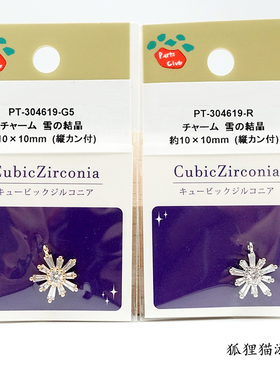 Parts Club
PT-304619-G5
チャーム 雪の結晶
10×10mm (縦カン付)
CubicZirconia
キュービックジルコニア
Parts Club
PT-304619-R
チャーム 雪の結晶
約10×10mm (縦カン付)
CubicZirconia
キュービックジルコニア
狐狸猫